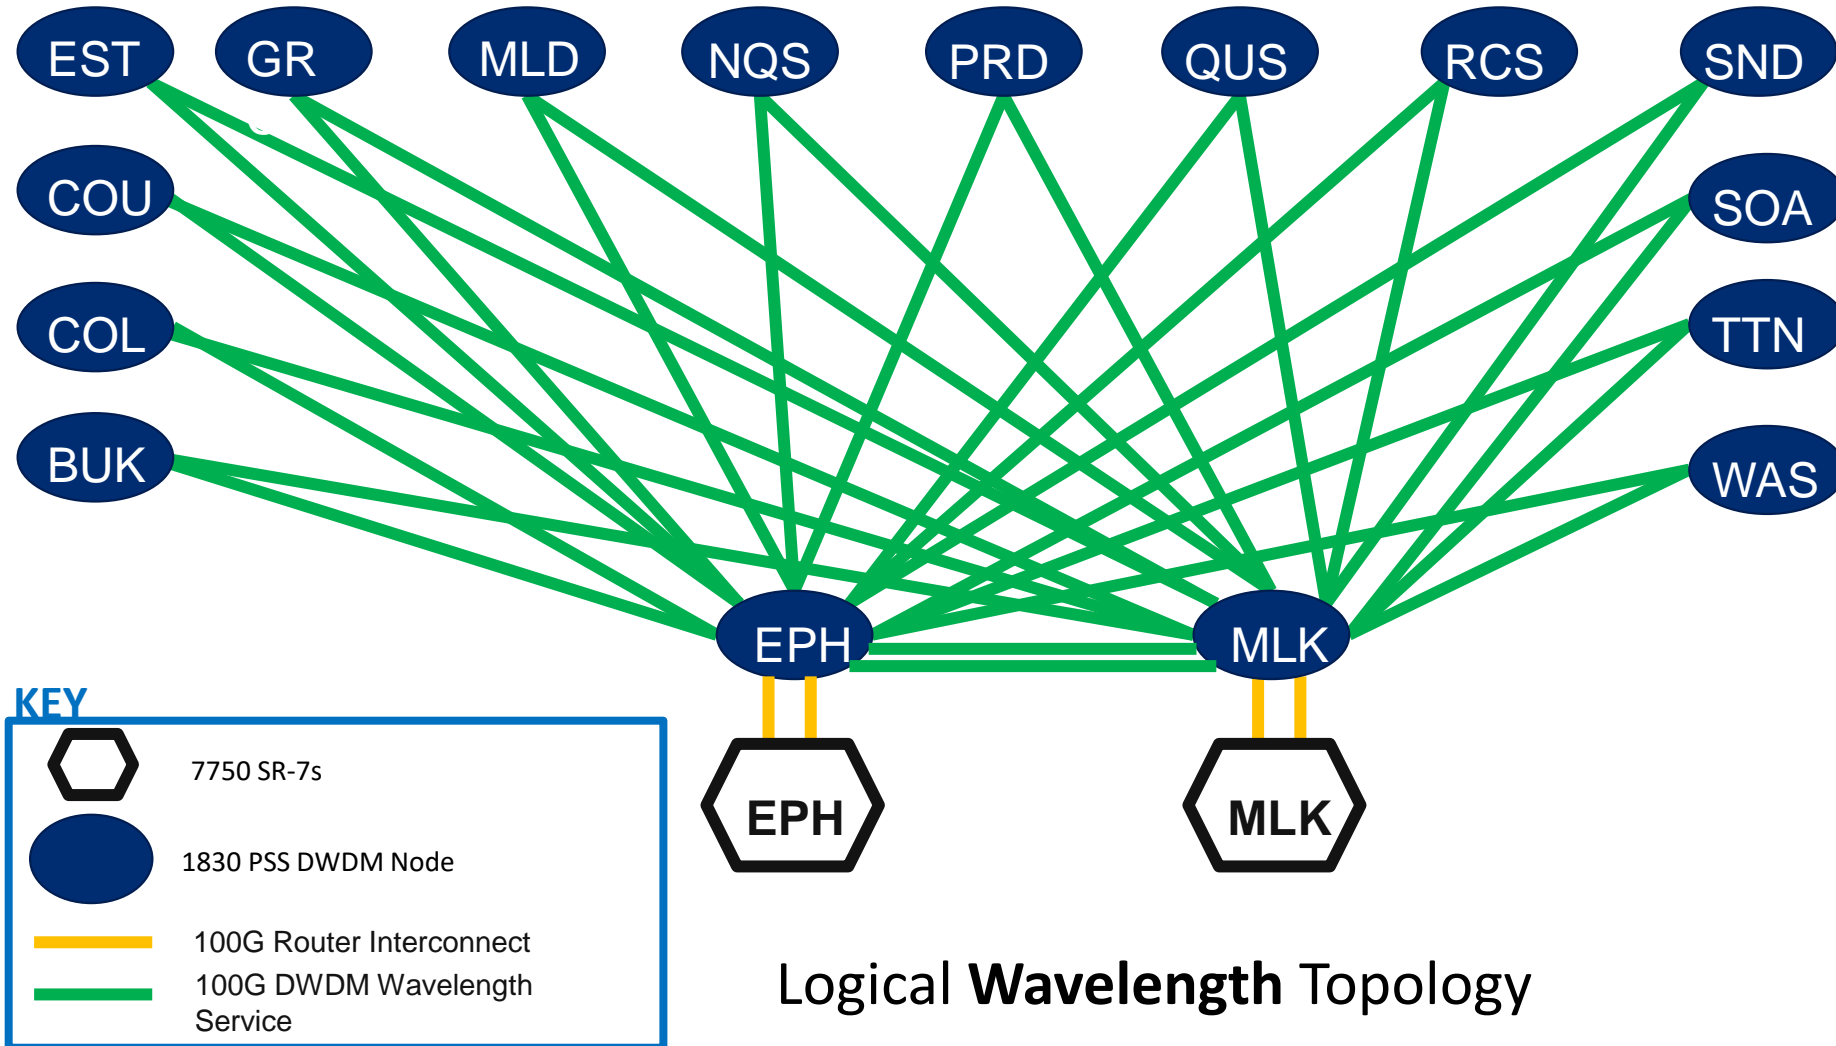 EST GR MLD NQS PRD QUS RCS SND
COU SOA
COL TTN
BUK WAS
EPH MLK
KEY
7750 SR-7s
EPH MLK
1830 PSS DWDM Node
100G Router Interconnect
100G DWDM Wavelength
Service
Logical Wavelength Topology